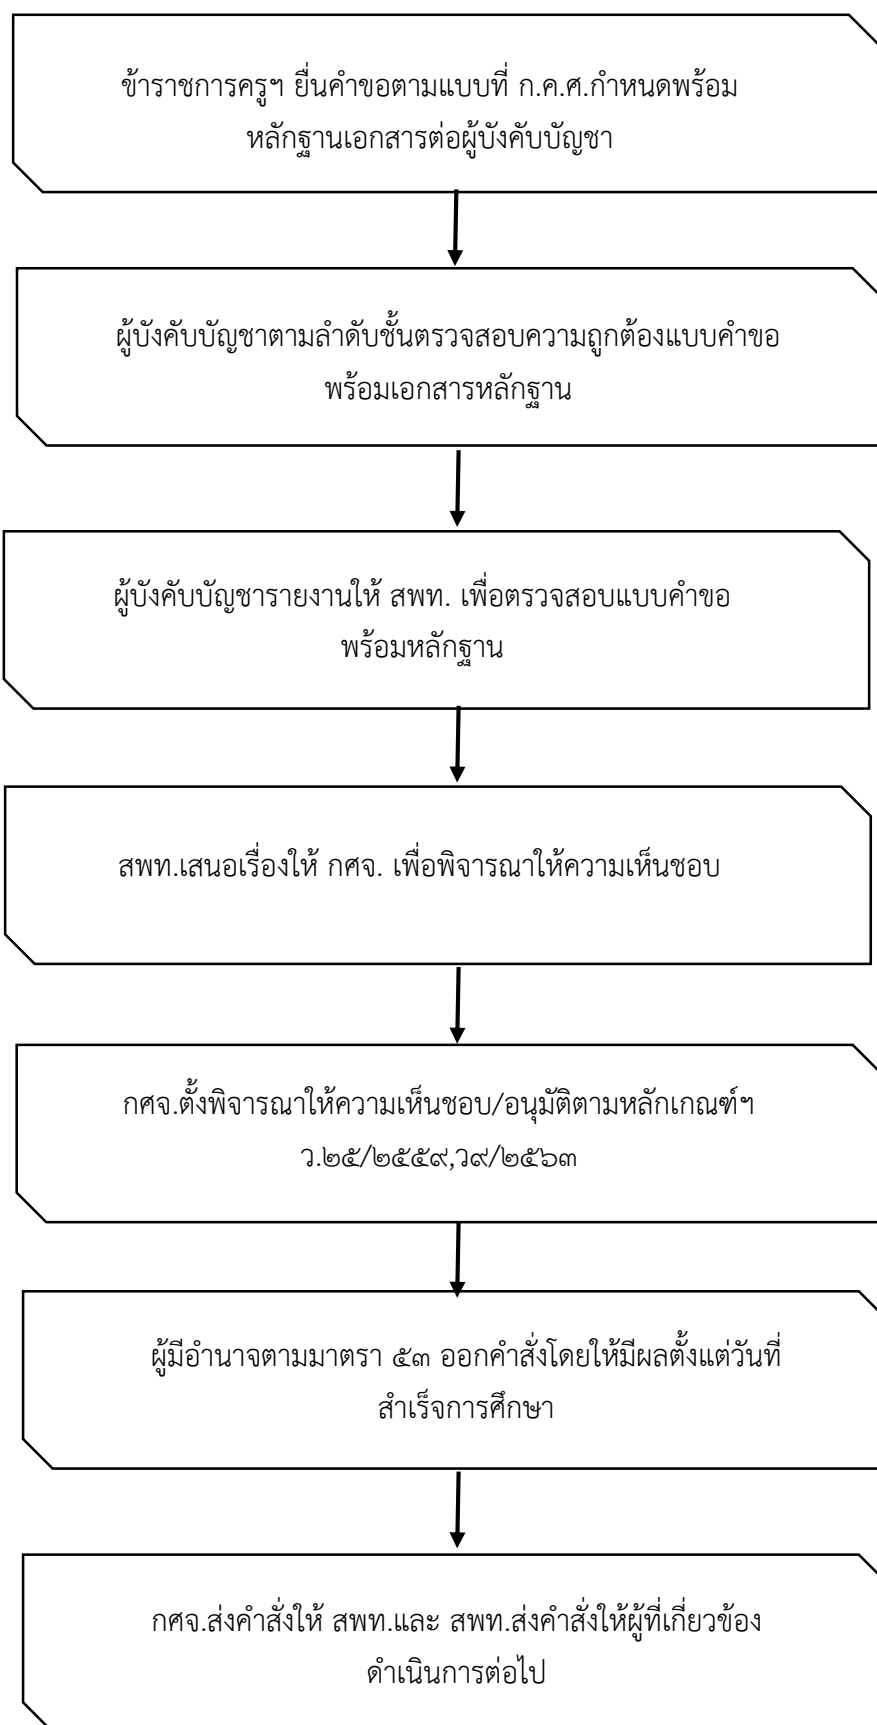 ข้าราชการครูฯ ยื่นคำขอตามแบบที่ ก.ค.ศ.กำหนดพร้อม
หลักฐานเอกสารต่อผู้บังคับบัญชา
ผู้บังคับบัญชาตามลำดับชั้นตรวจสอบความถูกต้องแบบคำขอ
พร้อมเอกสารหลักฐาน
ผู้บังคับบัญชารายงานให้ สพท. เพื่อตรวจสอบแบบคำขอ
พร้อมหลักฐาน
สพท.เสนอเรื่องให้ กศจ. เพื่อพิจารณาให้ความเห็นชอบ
กศจ.ตั้งพิจารณาให้ความเห็นชอบ/อนุมัติตามหลักเกณฑ์ฯ
ว.๒๕/๒๕๕๙,ว๙/๒๕๖๓
ผู้มีอำนาจตามมาตรา ๕๓ ออกคำสั่งโดยให้มีผลตั้งแต่วันที่
สำเร็จการศึกษา
กศจ.ส่งคำสั่งให้ สพท.และ สพท.ส่งคำสั่งให้ผู้ที่เกี่ยวข้อง
ดำเนินการต่อไป